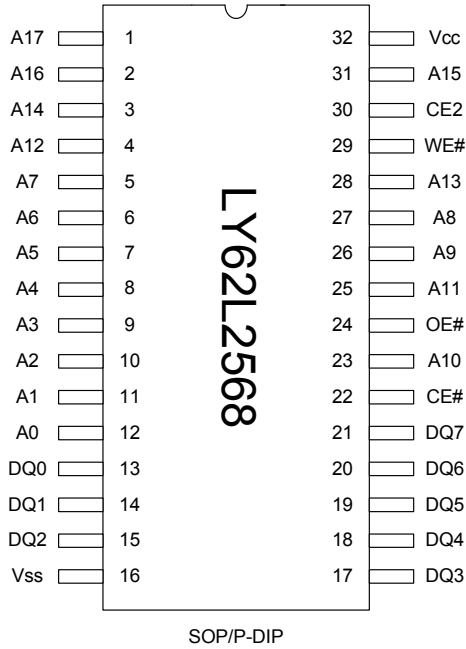 A17 1 32 Vcc
A16 2 31 A15
A14 3 30 CE2
A12 4 29 WE#
A7 5 28 A13
A6 6 27 A8
A5 7 26 A9
A4 8 25 A11
A3 9 24 OE#
A2 10 23 A10
A1 11 22 CE#
A0 12 21 DQ7
DQ0 13 20 DQ6
DQ1 14 19 DQ5
DQ2 15 18 DQ4
Vss 16 17 DQ3
LY62L2568
SOP/P-DIP